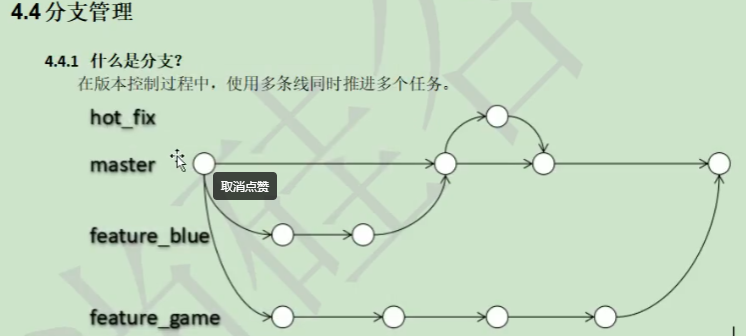 4.4 分支管理
4.4.1 什么是分支？
在版本控制过程中，使用多条线同时推进多个任务。
hot_fix
master
取消点赞
feature_blue
feature_game